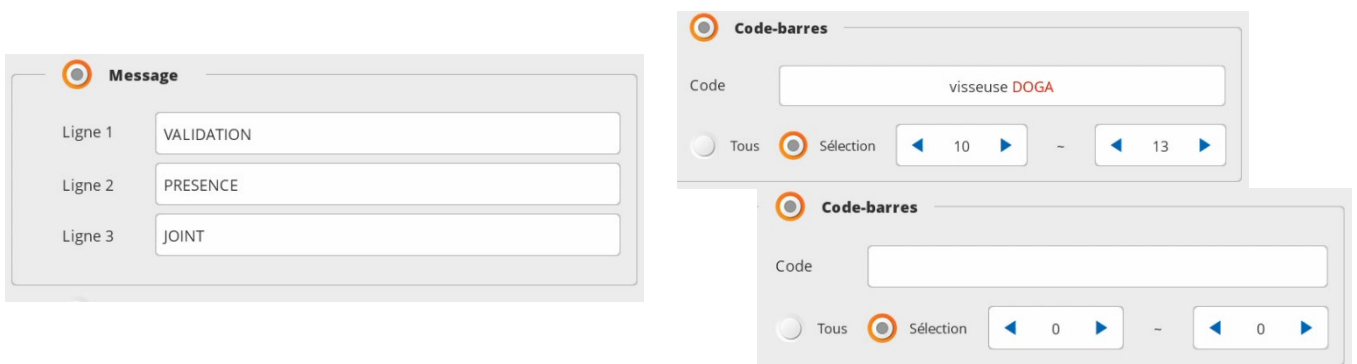 Message
Ligne 1 VALIDATION
Ligne 2 PRESENCE
Ligne 3 JOINT
Code-barres
Code visseuse DOGA
Tous Sélection 10 ~ 13
Code-barres
Code
Tous Sélection 0 ~ 0